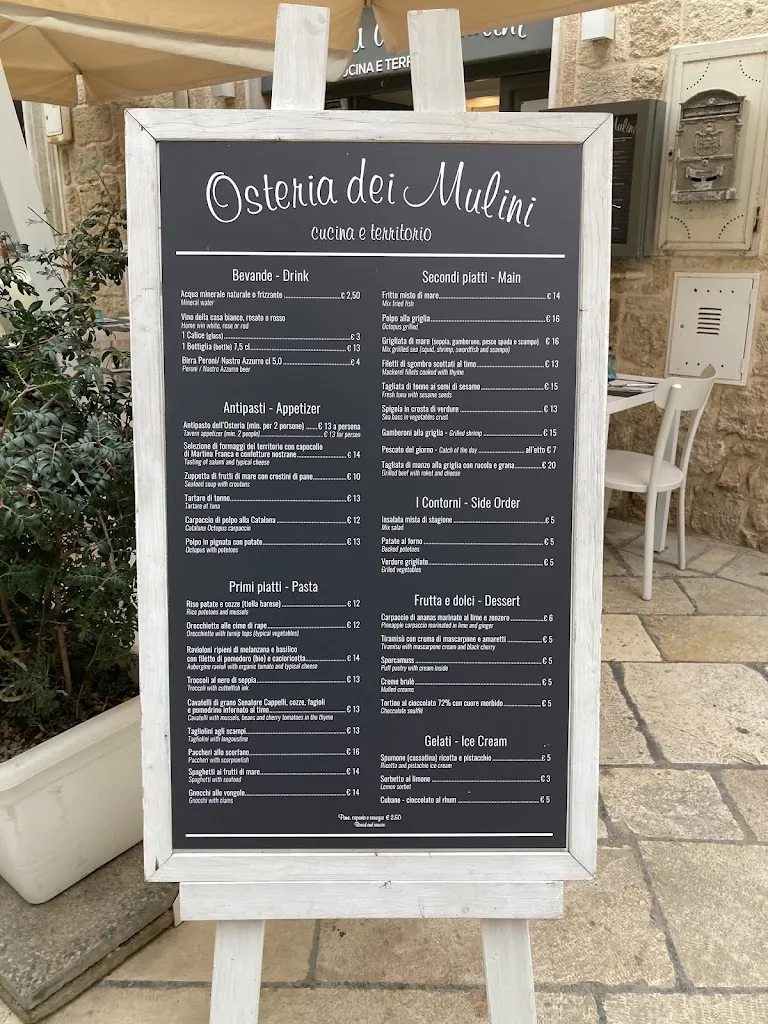 CUCINA E TERR
Osteria dei Mulini
cucina e territorio
Bevande - Drink
Acqua minerale naturale o frizzante € 2,50
Mineral water
Vino della casa bianco, rosato o rosso
Home win white, rose or red
1 Calice (glass) € 3
1 Bottiglia (bottle) 7,5 cl € 13
Birra Peroni/ Nastro Azzurro cl 5,0 € 4
Peroni / Nastro Azzurro beer
Antipasti - Appetizer
Antipasto dell'Osteria (min. per 2 persone) € 13 a persona
Tavern appetizer (min. 2 people) € 13 for person
Selezione di formaggi del territorio con capocollo
di Martina Franca e confetture nostrane € 14
Tasting of salami and typical cheese
Zuppetta di frutti di mare con crostini di pane € 10
Seafood soup with croutons
Tartare di tonno € 13
Tartare of tuna
Carpaccio di polpo alla Catalana € 12
Catalana Octopus carpaccio
Polpo in pignata con patate € 13
Octopus with potatoes
Primi piatti - Pasta
Riso patate e cozze (tiella barese) € 12
Rice potatoes and mussels
Orecchiette alle cime di rape € 12
Orecchiette with turnip tops (typical vegetables)
Ravioloni ripieni di melanzana e basilico
con filetto di pomodoro (bio) e cacioricotta € 14
Aubergine ravioli with organic tomato and typical cheese
Troccoli al nero di seppia € 13
Troccoli with cuttelfish ink
Cavatelli di grano Senatore Cappelli, cozze, fagioli
e pomodrino infornato al timo € 13
Cavatelli with mussels, beans and cherry tomatoes in the thyme
Tagliolini agli scampi € 13
Tagliolini with langoustine
Paccheri allo scorfano € 16
Paccheri with scorpionfish
Spaghetti ai frutti di mare € 14
Spaghetti with seafood
Gnocchi alle vongole € 14
Gnocchi with clams
Secondi piatti - Main
Fritto misto di mare € 14
Mix fried fish
Polpo alla griglia € 16
Octopus grilled
Grigliata di mare (seppia, gamberone, pesce spada e scampo) € 16
Mix grillled sea (squid, shrimp, swordfish and scampo)
Filetti di sgombro scottati al timo € 13
Mackerel fillets cooked with thyme
Tagliata di tonno ai semi di sesamo € 15
Fresh tuna with sesame seeds
Spigola in crosta di verdure € 13
Sea bass in vegetables crust
Gamberoni alla griglia - Grilled shrimp € 15
Pescato del giorno - Catch of the day all'etto € 7
Tagliata di manzo alla griglia con rucola e grana € 20
Grilled beef with roket and cheese
I Contorni - Side Order
Insalata mista di stagione € 5
Mix salad
Patate al forno € 5
Backed potatoes
Verdure grigliate € 5
Griled vegetables
Frutta e dolci - Dessert
Carpaccio di ananas marinato al lime e zenzero € 6
Pineapple carpaccio marinated in lime and ginger
Tiramisù con crema di mascarpone e amaretti € 5
Tiramisu with mascarpone cream and black cherry
Sporcamuss € 5
Puff pastry with cream inside
Creme brulè € 5
Mulled creams
Tortino al cioccolato 72% con cuore morbido € 5
Choccolate soufflé
Gelati - Ice Cream
Spumone (cassatina) ricotta e pistacchio € 5
Ricotta and pistachio ice cream
Sorbetto al limone € 3
Lemon sorbet
Cubano - cioccolato al rhum € 5
Pane, coperto e servizio € 2.50
Bread and service